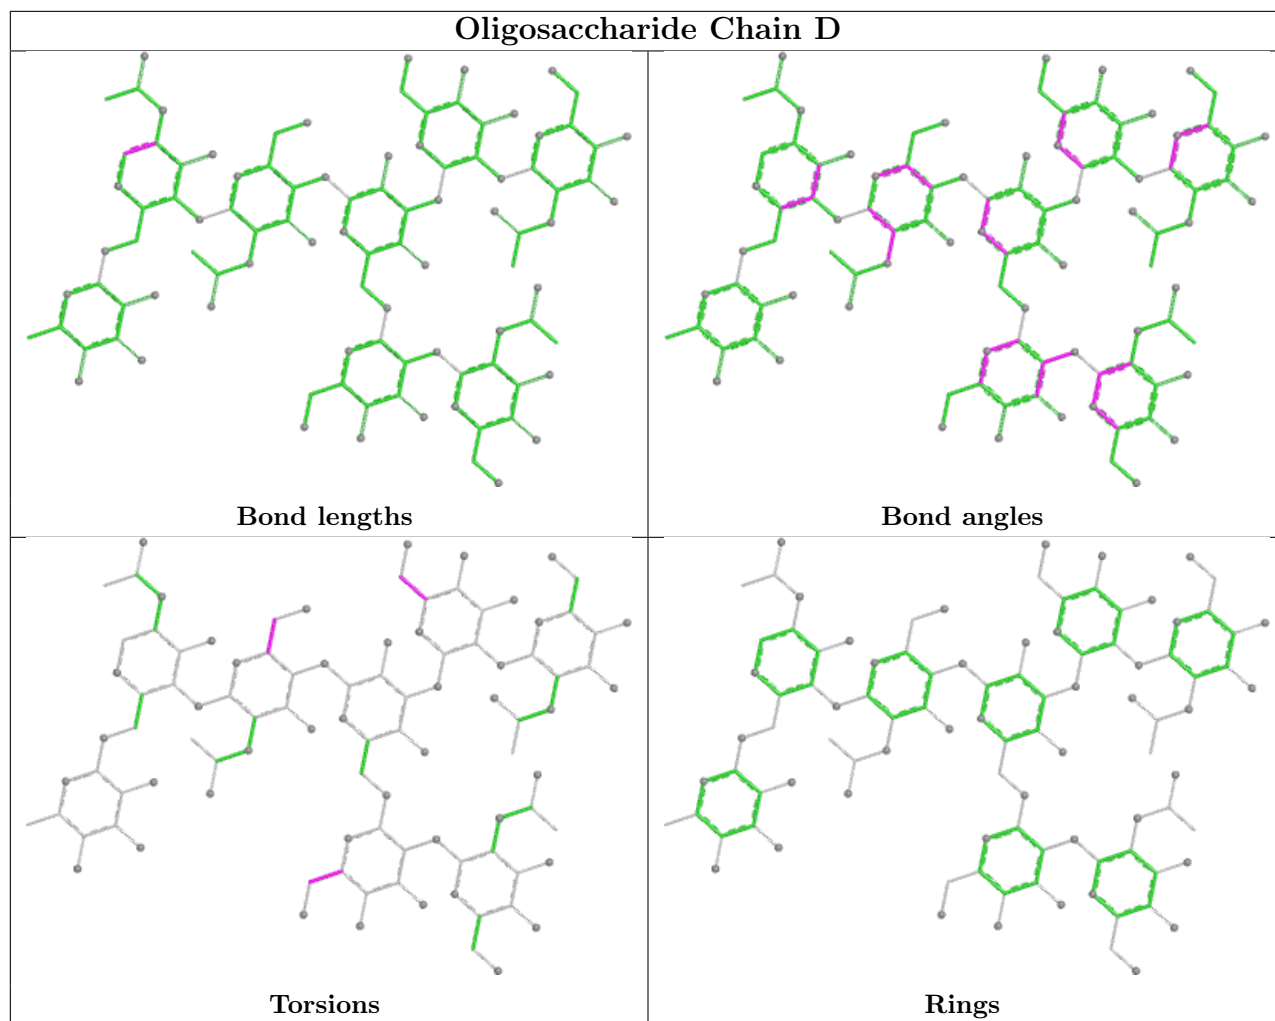 Oligosaccharide Chain D
Bond lengths
Bond angles
Torsions
Rings